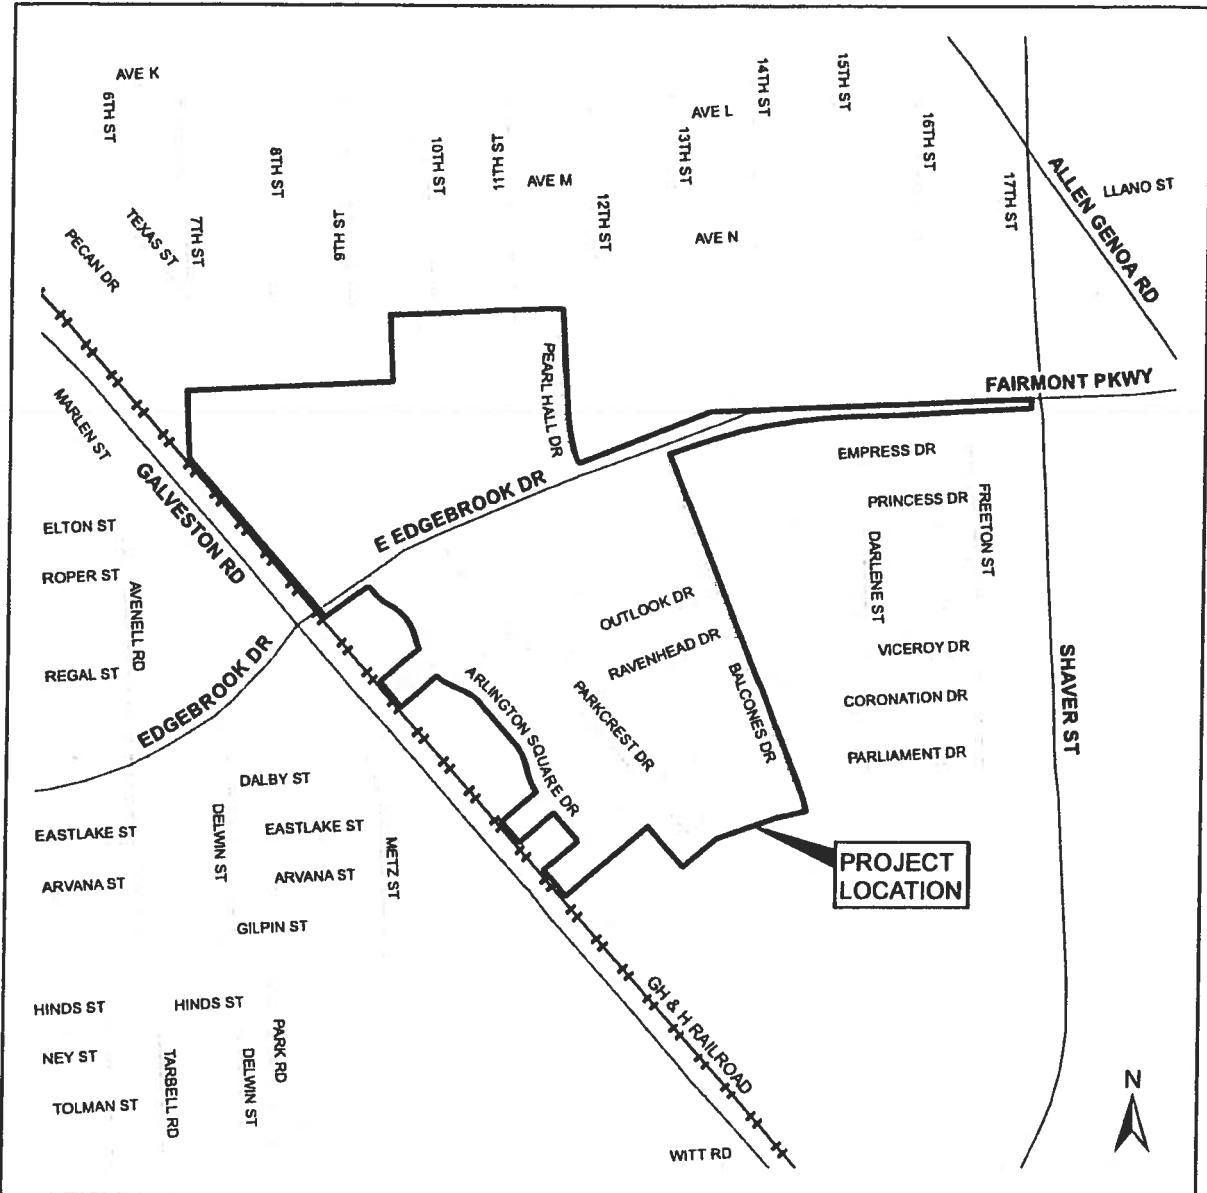 AVE K
6TH ST
14TH ST
15TH ST
AVE L
16TH ST
13TH ST
8TH ST
10TH ST
11TH ST
AVE M
17TH ST
ALLEN GENOA RD
LLANO ST
TEXAS ST
7TH ST
9TH ST
12TH ST
AVE N
PECAN DR
PEARL HALL DR
FAIRMONT PKWY
MARLEN ST
GALVESTON RD
E EDGEBROOK DR
EMPRESS DR
PRINCESS DR
FREETON ST
DARLENE ST
ELTON ST
ROPER ST
AVENELL RD
OUTLOOK DR
RAVENHEAD DR
VICEROY DR
REGAL ST
EDGEBROOK DR
ARLINGTON SQUARE DR
PARKCREST DR
BALCONES DR
CORONATION DR
SHAVER ST
PARLIAMENT DR
DALBY ST
EASTLAKE ST
DELWIN ST
EASTLAKE ST
METZ ST
ARVANA ST
ARVANA ST
PROJECT
LOCATION
GILPIN ST
HINDS ST
HINDS ST
PARK RD
GH & H RAILROAD
NEY ST
TARBELL RD
DELWIN ST
TOLMAN ST
WITT RD
N